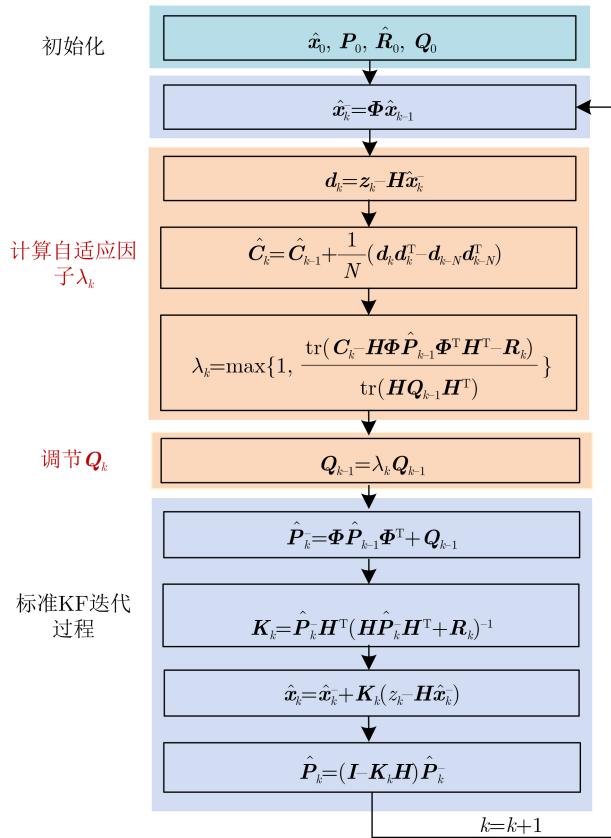 初始化
x̂₀, P₀, R̂₀, Q₀
x̂ₖ⁻=Φx̂ₖ₋₁
dₖ=zₖ–Hx̂ₖ⁻
计算自适应因
子λₖ
Ĉₖ=Ĉₖ₋₁+1/N(dₖdₖᵀ–dₖ₋Ndᵀₖ₋N)
λₖ=max{1, tr(Cₖ–HΦP̂ₖ₋₁ΦᵀHᵀ–Rₖ)/tr(HQₖ₋₁Hᵀ)}
调节Qₖ
Qₖ₋₁=λₖQₖ₋₁
P̂ₖ⁻=ΦP̂ₖ₋₁Φᵀ+Qₖ₋₁
标准KF迭代
过程
Kₖ=P̂ₖ⁻Hᵀ(HP̂ₖ⁻Hᵀ+Rₖ)⁻¹
x̂ₖ=x̂ₖ⁻+Kₖ(zₖ–Hx̂ₖ⁻)
P̂ₖ=(I–KₖH)P̂ₖ⁻
k=k+1